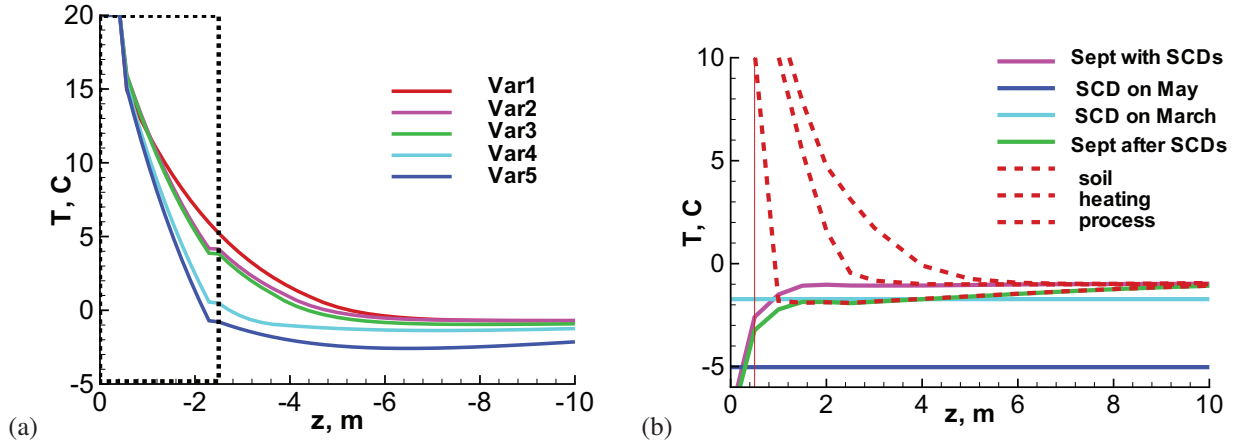 20
15
10
5
0
-5
T, C
0
-2
-4
-6
-8
-10
z, m
Var1
Var2
Var3
Var4
Var5
(a)
10
5
0
-5
T, C
0
2
4
6
8
10
z, m
Sept with SCDs
SCD on May
SCD on March
Sept after SCDs
soil
heating
process
(b)